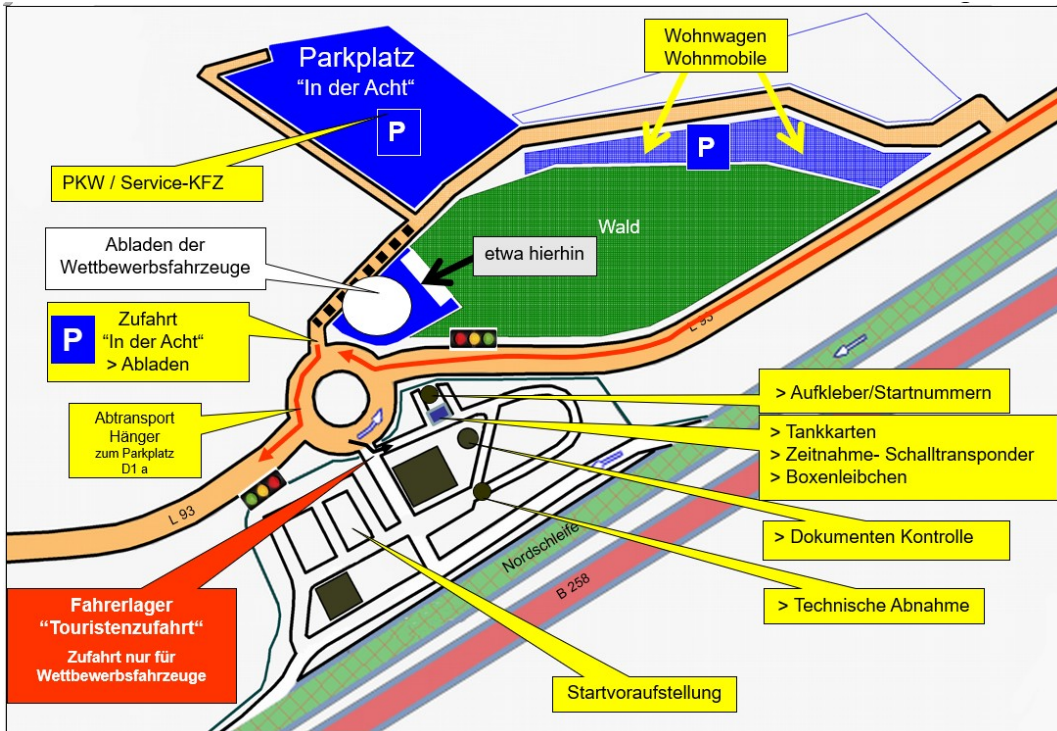 Parkplatz
“In der Acht“
P
Wohnwagen
Wohnmobile
P
PKW / Service-KFZ
Wald
Abladen der
Wettbewerbsfahrzeuge
etwa hierhin
P
Zufahrt
“In der Acht“
> Abladen
L 93
Abtransport
Hänger
zum Parkplatz
D1 a
> Aufkleber/Startnummern
> Tankkarten
> Zeitnahme- Schalltransponder
> Boxenleibchen
L 93
Nordschleife
B 258
> Dokumenten Kontrolle
> Technische Abnahme
Fahrerlager
“Touristenzufahrt“
Zufahrt nur für
Wettbewerbsfahrzeuge
Startvoraufstellung